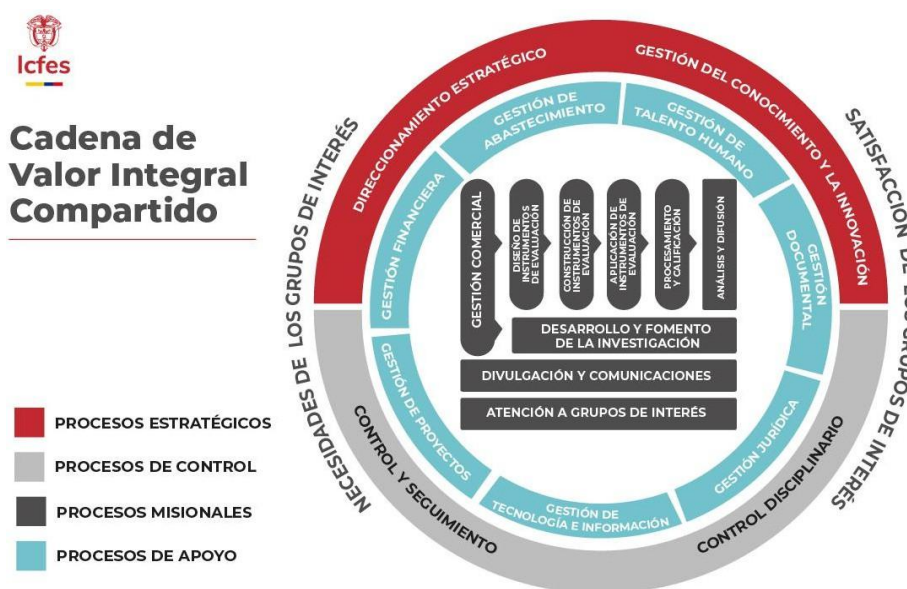 Icfes
Cadena de
Valor Integral
Compartido
PROCESOS ESTRATÉGICOS
PROCESOS DE CONTROL
PROCESOS MISIONALES
PROCESOS DE APOYO
NECESIDADES DE LOS GRUPOS DE INTERÉS
SATISFACCION DE LOS GRUPOS DE INTERÉS
DIRECCIONAMIENTO ESTRATÉGICO
GESTIÓN DEL CONOCIMIENTO Y LA INNOVACIÓN
CONTROL Y SEGUIMIENTO
CONTROL DISCIPLINARIO
GESTIÓN FINANCIERA
GESTIÓN DE
ABASTECIMIENTO
GESTIÓN DE
TALENTO HUMANO
GESTIÓN
DOCUMENTAL
GESTIÓN JURÍDICA
GESTIÓN DE
TECNOLOGÍA E INFORMACIÓN
GESTIÓN DE PROYECTOS
GESTIÓN COMERCIAL
DISEÑO DE
INSTRUMENTOS
DE EVALUACIÓN
CONSTRUCCIÓN DE
INSTRUMENTOS DE
EVALUACIÓN
APLICACIÓN DE
INSTRUMENTOS DE
EVALUACIÓN
PROCESAMIENTO
Y CALIFICACIÓN
ANÁLISIS Y DIFUSIÓN
DESARROLLO Y FOMENTO
DE LA INVESTIGACIÓN
DIVULGACIÓN Y COMUNICACIONES
ATENCIÓN A GRUPOS DE INTERÉS